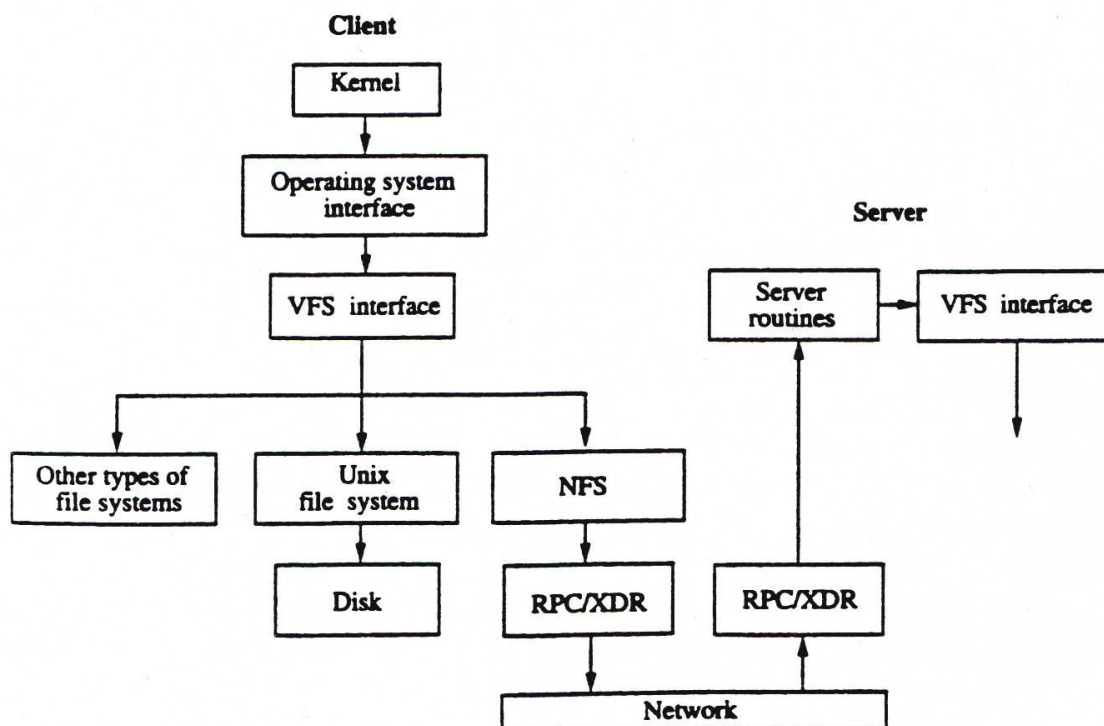 Client
Kernel
Operating system
interface
VFS interface
Other types of
file systems
Unix
file system
NFS
Disk
RPC/XDR
Network
Server
Server
routines
VFS interface
RPC/XDR